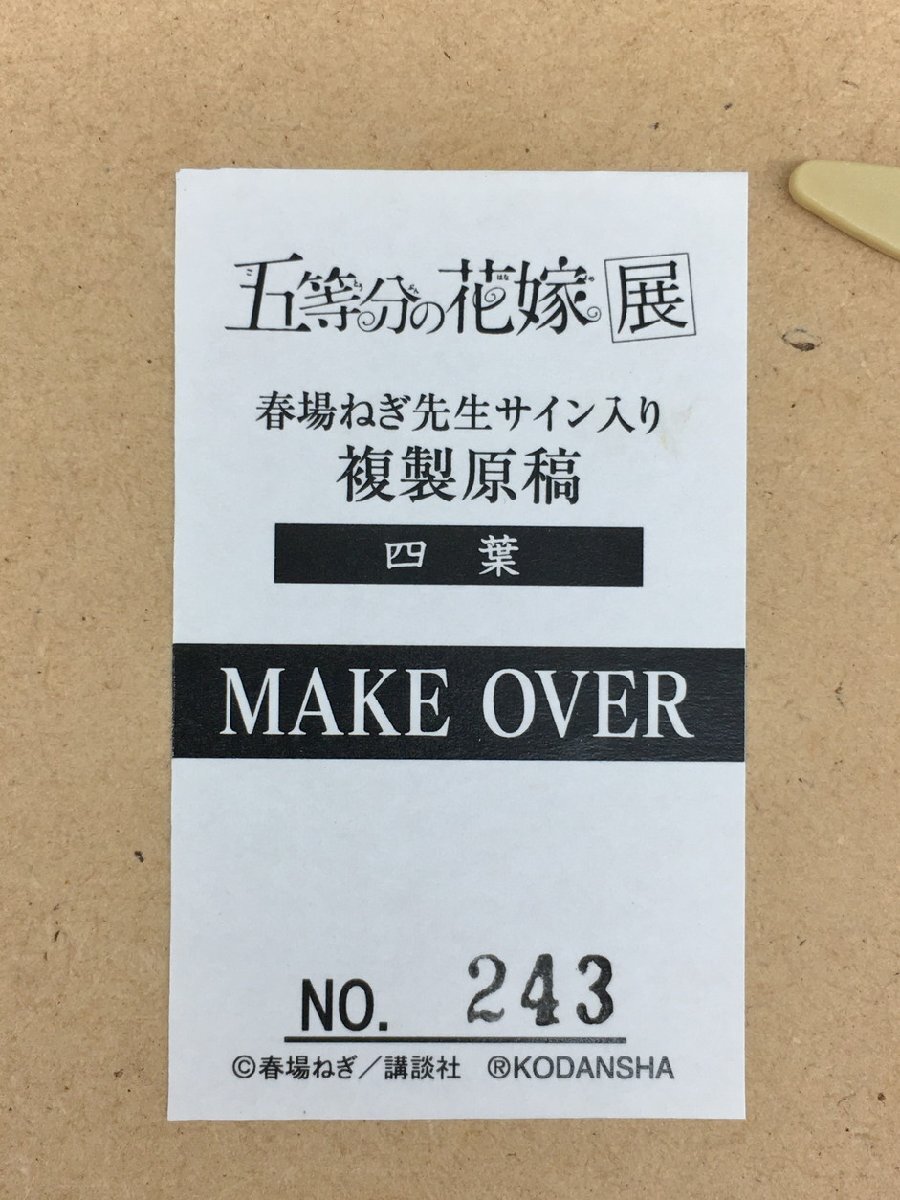 五等分の花嫁展
春場ねぎ先生サイン入り
複製原稿
四葉
MAKE OVER
NO. 243
©春場ねぎ/講談社 ®KODANSHA